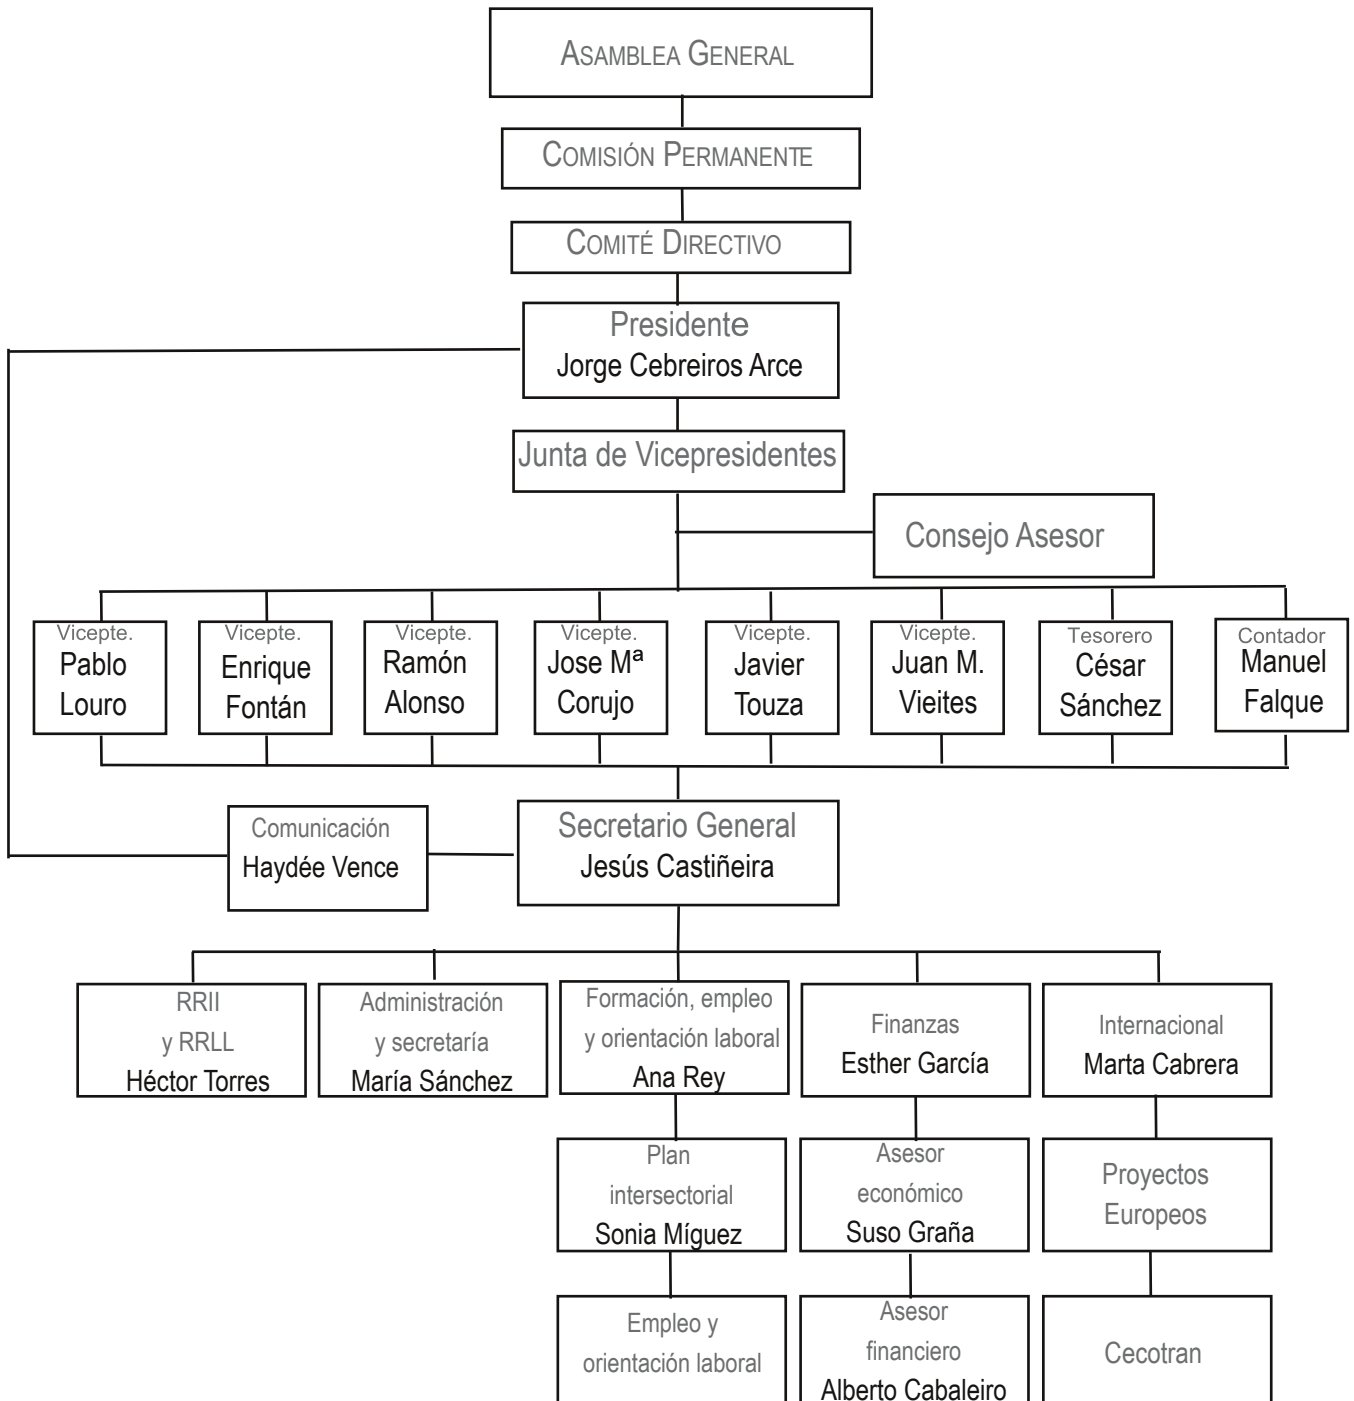 ASAMBLEA GENERAL
COMISIÓN PERMANENTE
COMITÉ DIRECTIVO
Presidente
Jorge Cebreiros Arce
Junta de Vicepresidentes
Consejo Asesor
Vicepte.
Pablo
Louro
Vicepte.
Enrique
Fontán
Vicepte.
Ramón
Alonso
Vicepte.
Jose Mª
Corujo
Vicepte.
Javier
Touza
Vicepte.
Juan M.
Vieites
Tesorero
César
Sánchez
Contador
Manuel
Falque
Comunicación
Haydée Vence
Secretario General
Jesús Castiñeira
RRII
y RRLL
Héctor Torres
Administración
y secretaría
María Sánchez
Formación, empleo
y orientación laboral
Ana Rey
Finanzas
Esther García
Internacional
Marta Cabrera
Plan
intersectorial
Sonia Míguez
Asesor
económico
Suso Graña
Proyectos
Europeos
Empleo y
orientación laboral
Asesor
financiero
Alberto Cabaleiro
Cecotran